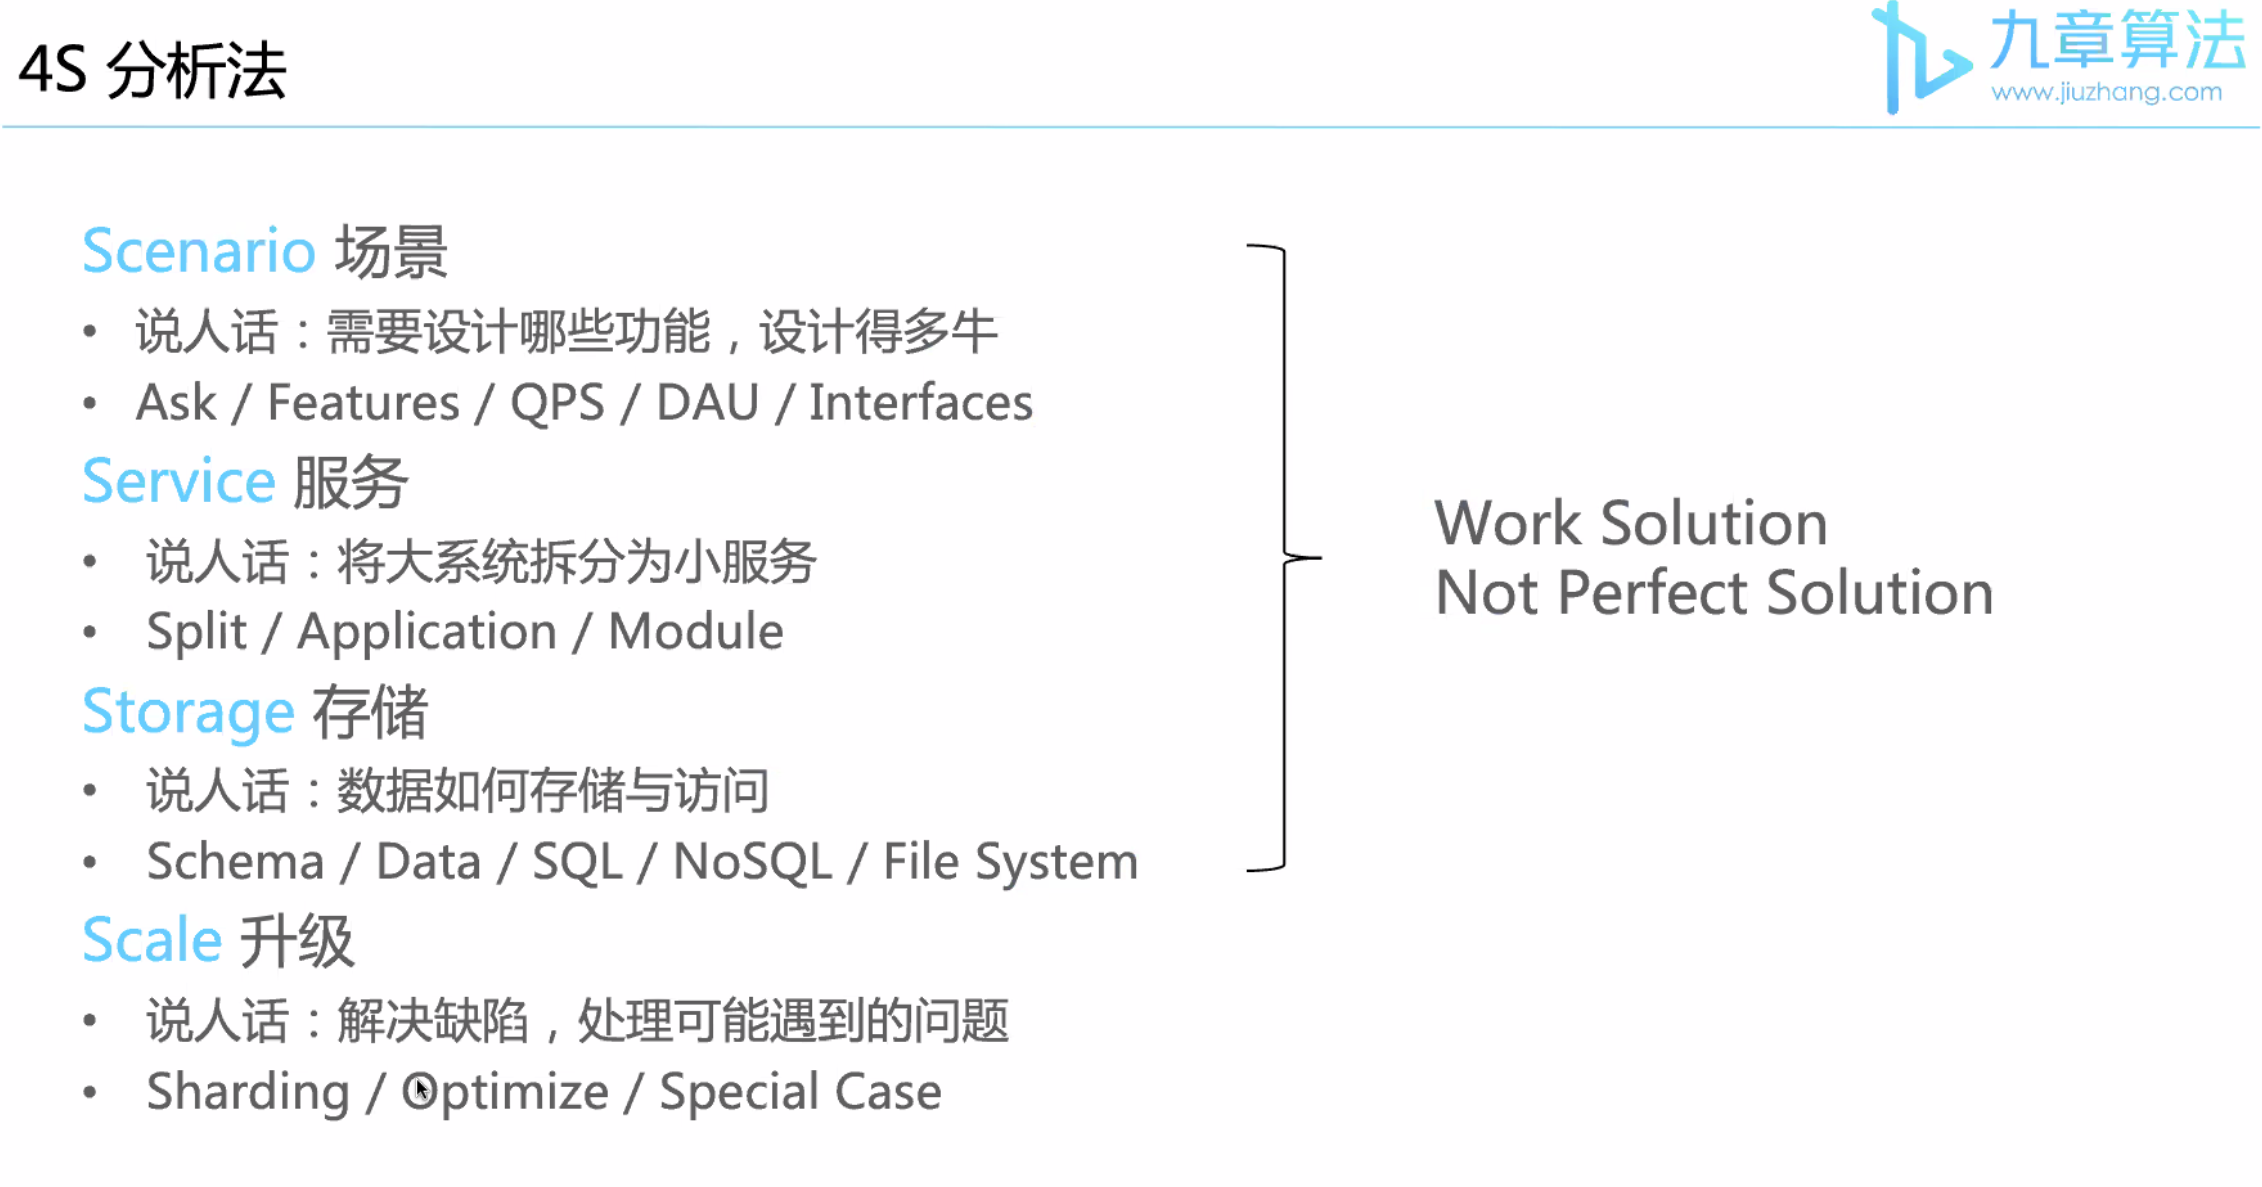 4S 分析法
九章算法
www.jiuzhang.com
Scenario 场景
• 说人话：需要设计哪些功能，设计得多牛
• Ask / Features / QPS / DAU / Interfaces
Service 服务
• 说人话：将大系统拆分为小服务
• Split / Application / Module
Storage 存储
• 说人话：数据如何存储与访问
• Schema / Data / SQL / NoSQL / File System
Scale 升级
• 说人话：解决缺陷，处理可能遇到的问题
• Sharding / Optimize / Special Case
Work Solution
Not Perfect Solution